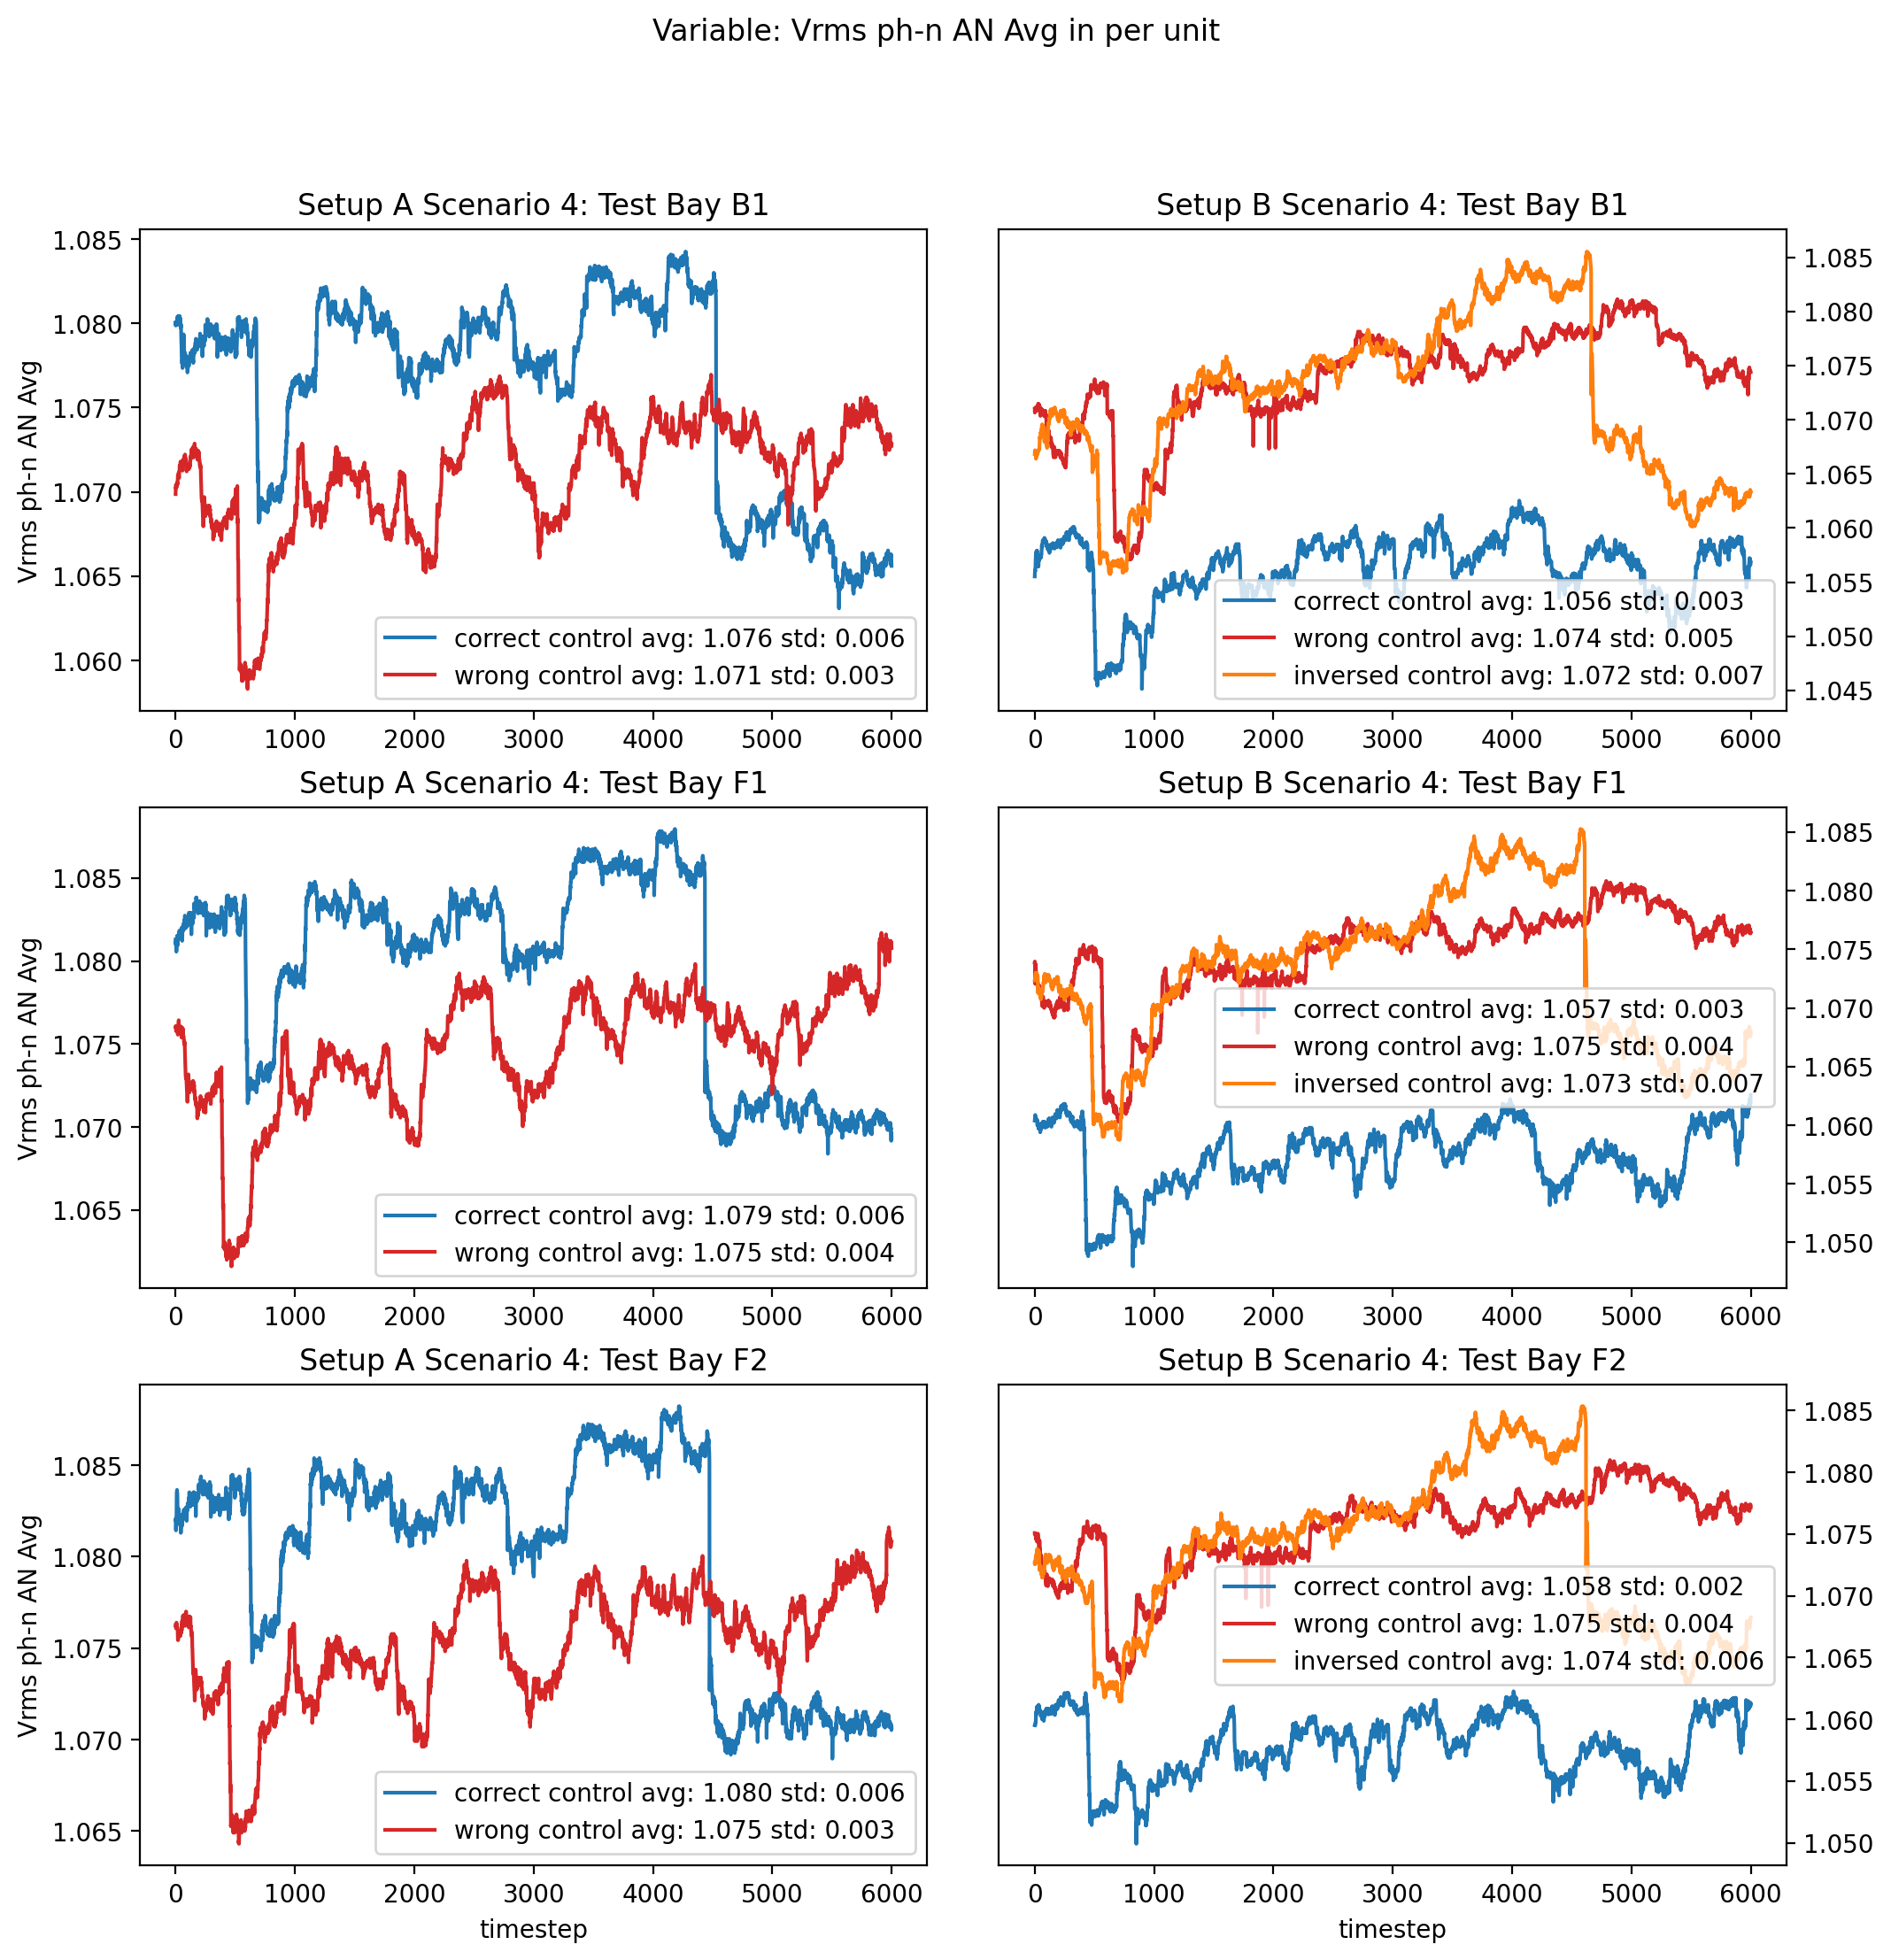 Variable: Vrms ph-n AN Avg in per unit
Setup A Scenario 4: Test Bay B1
1.085
1.080
1.075
1.070
1.065
1.060
Vrms ph-n AN Avg
correct control avg: 1.076 std: 0.006
wrong control avg: 1.071 std: 0.003
0 1000 2000 3000 4000 5000 6000
Setup B Scenario 4: Test Bay B1
1.085
1.080
1.075
1.070
1.065
1.060
1.055
1.050
1.045
correct control avg: 1.056 std: 0.003
wrong control avg: 1.074 std: 0.005
inversed control avg: 1.072 std: 0.007
0 1000 2000 3000 4000 5000 6000
Setup A Scenario 4: Test Bay F1
1.085
1.080
1.075
1.070
1.065
Vrms ph-n AN Avg
correct control avg: 1.079 std: 0.006
wrong control avg: 1.075 std: 0.004
0 1000 2000 3000 4000 5000 6000
Setup B Scenario 4: Test Bay F1
1.085
1.080
1.075
1.070
1.065
1.060
1.055
1.050
correct control avg: 1.057 std: 0.003
wrong control avg: 1.075 std: 0.004
inversed control avg: 1.073 std: 0.007
0 1000 2000 3000 4000 5000 6000
Setup A Scenario 4: Test Bay F2
1.085
1.080
1.075
1.070
1.065
Vrms ph-n AN Avg
correct control avg: 1.080 std: 0.006
wrong control avg: 1.075 std: 0.003
0 1000 2000 3000 4000 5000 6000
timestep
Setup B Scenario 4: Test Bay F2
1.085
1.080
1.075
1.070
1.065
1.060
1.055
1.050
correct control avg: 1.058 std: 0.002
wrong control avg: 1.075 std: 0.004
inversed control avg: 1.074 std: 0.006
0 1000 2000 3000 4000 5000 6000
timestep